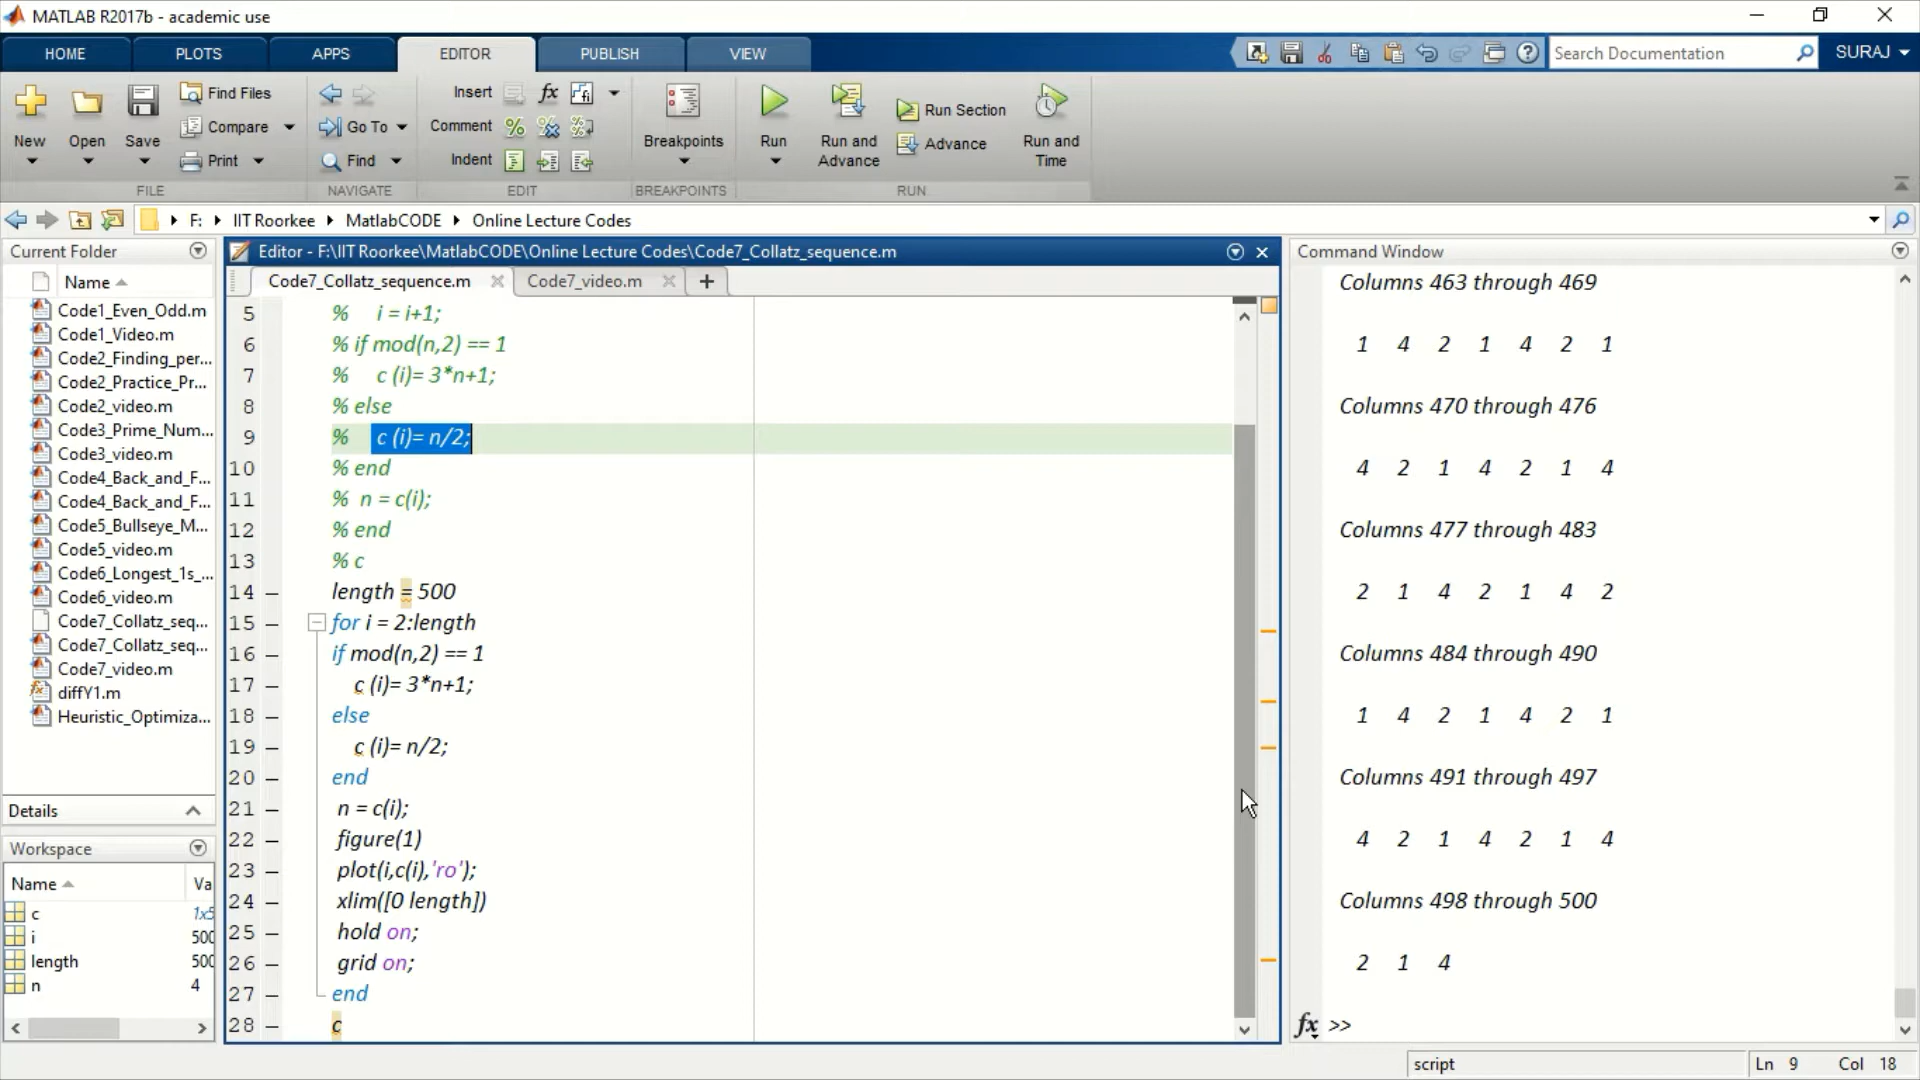 MATLAB R2017b - academic use
HOME PLOTS APPS EDITOR PUBLISH VIEW Search Documentation SURAJ
New Open Save Find Files Compare Print
FILE
Go To Find
NAVIGATE
Insert fx
Comment
Indent
EDIT
Breakpoints
BREAKPOINTS
Run Run and Advance Run Section Advance Run and Time
RUN
F: IIT Roorkee MatlabCODE Online Lecture Codes
Current Folder
Name
Code1_Even_Odd.m
Code1_Video.m
Code2_Finding_per...
Code2_Practice_Pr...
Code2_video.m
Code3_Prime_Num...
Code3_video.m
Code4_Back_and_F...
Code4_Back_and_F...
Code5_Bullseye_M...
Code5_video.m
Code6_Longest_1s_...
Code6_video.m
Code7_Collatz_seq...
Code7_Collatz_seq...
Code7_video.m
diffY1.m
Heuristic_Optimiza...
Details
Workspace
Name Va
c 1x5
i 500
length 500
n 4
Editor - F:\IIT Roorkee\MatlabCODE\Online Lecture Codes\Code7_Collatz_sequence.m
Code7_Collatz_sequence.m Code7_video.m
5 % i = i+1;
6 % if mod(n,2) == 1
7 % c (i)= 3*n+1;
8 % else
9 % c (i)= n/2;
10 % end
11 % n = c(i);
12 % end
13 % c
14 – length = 500
15 – for i = 2:length
16 – if mod(n,2) == 1
17 – c (i)= 3*n+1;
18 – else
19 – c (i)= n/2;
20 – end
21 – n = c(i);
22 – figure(1)
23 – plot(i,c(i),'ro');
24 – xlim([0 length])
25 – hold on;
26 – grid on;
27 – end
28 – c
Command Window
Columns 463 through 469
1 4 2 1 4 2 1
Columns 470 through 476
4 2 1 4 2 1 4
Columns 477 through 483
2 1 4 2 1 4 2
Columns 484 through 490
1 4 2 1 4 2 1
Columns 491 through 497
4 2 1 4 2 1 4
Columns 498 through 500
2 1 4
fx >>
script Ln 9 Col 18